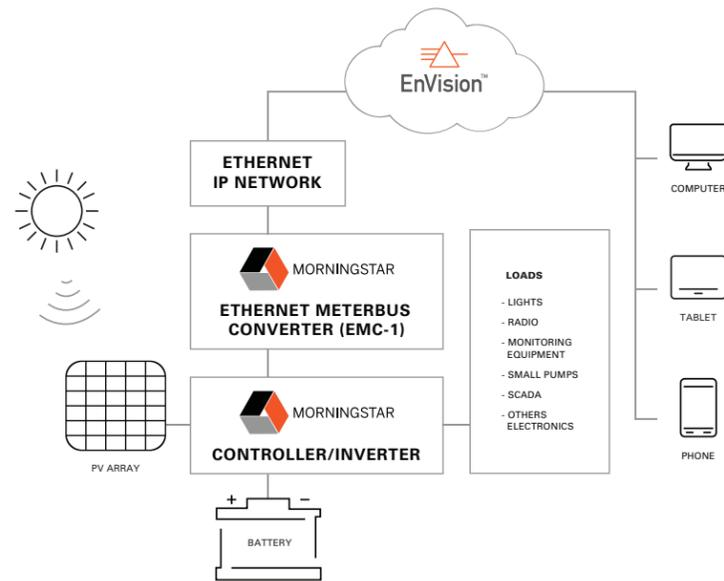 EnVision™
ETHERNET
IP NETWORK
COMPUTER
MORNINGSTAR
ETHERNET METERBUS
CONVERTER (EMC-1)
LOADS
- LIGHTS
- RADIO
- MONITORING
EQUIPMENT
- SMALL PUMPS
- SCADA
- OTHERS
ELECTRONICS
TABLET
MORNINGSTAR
CONTROLLER/INVERTER
PV ARRAY
PHONE
+ −
BATTERY